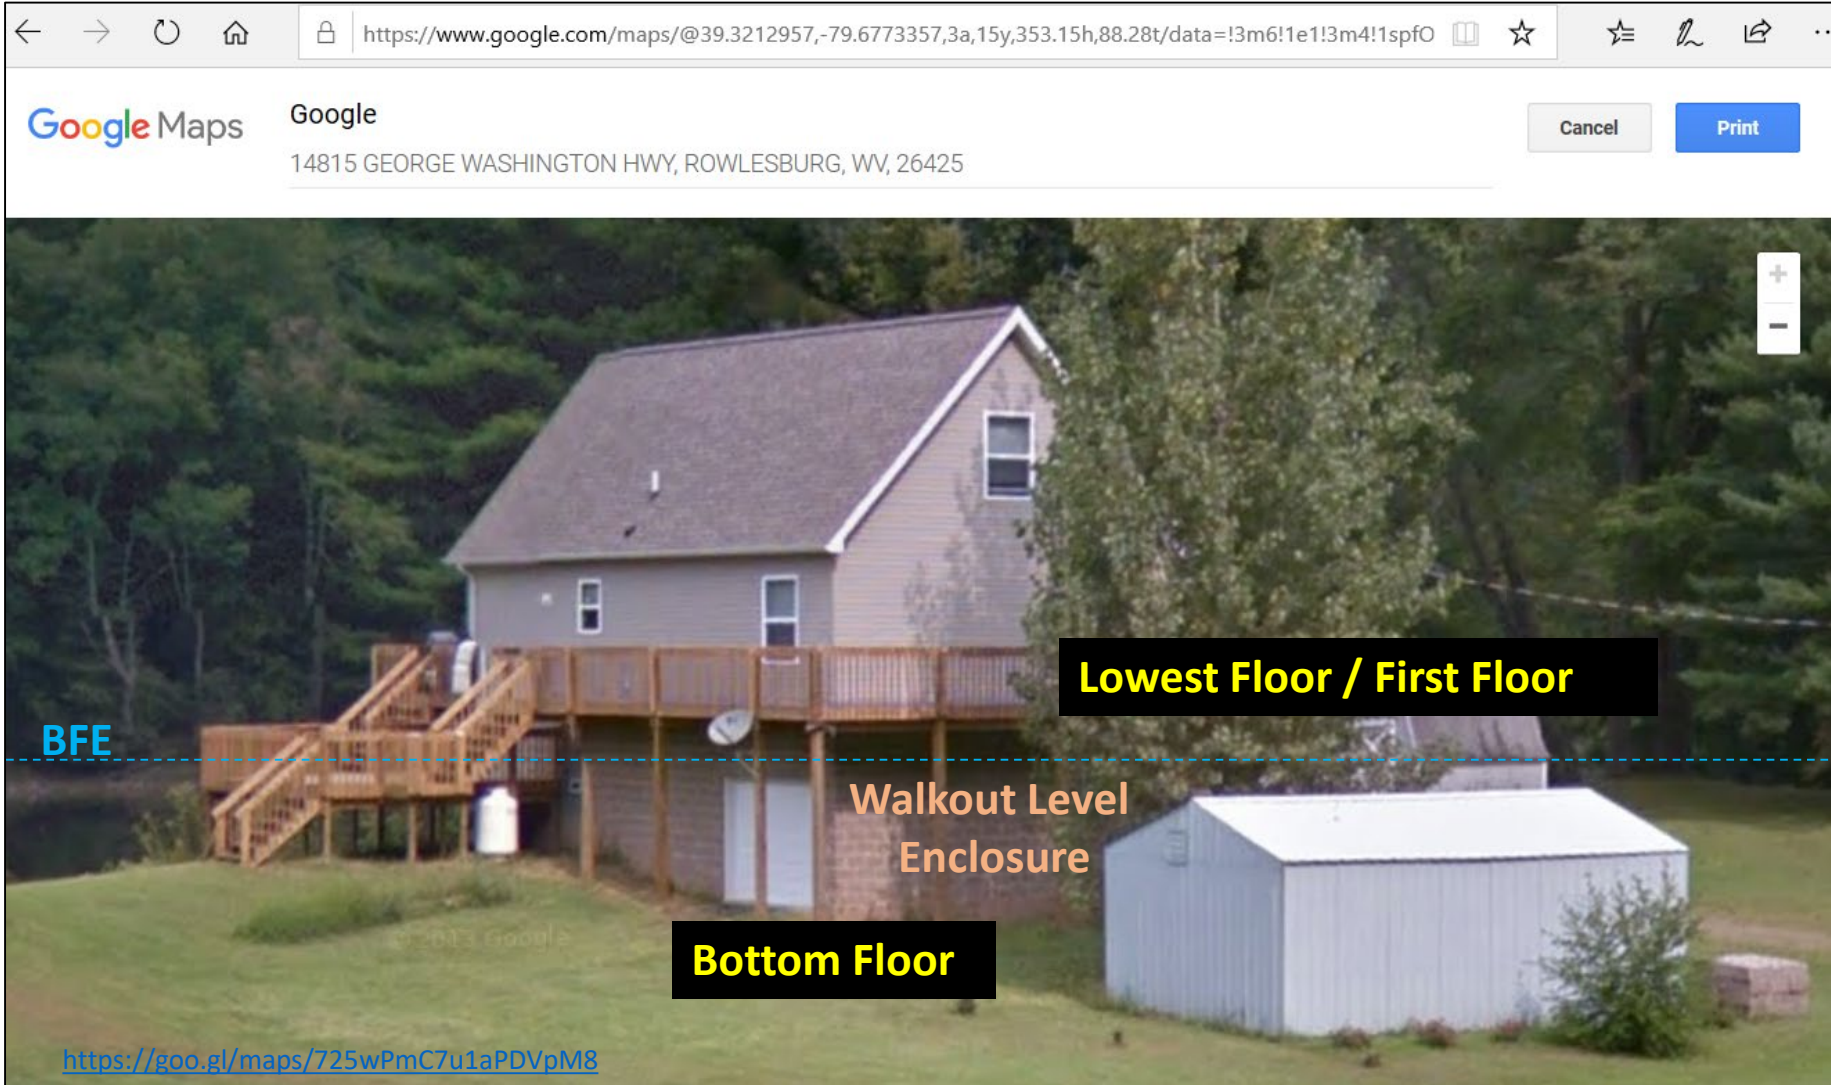 https://www.google.com/maps/@39.3212957,-79.6773357,3a,15y,353.15h,88.28t/data=!3m6!1e1!3m4!1spfO
Google Maps
Google
Cancel
Print
14815 GEORGE WASHINGTON HWY, ROWLESBURG, WV, 26425
+
−
Lowest Floor / First Floor
BFE
Walkout Level
Enclosure
©2013 Google
Bottom Floor
https://goo.gl/maps/725wPmC7u1aPDVpM8